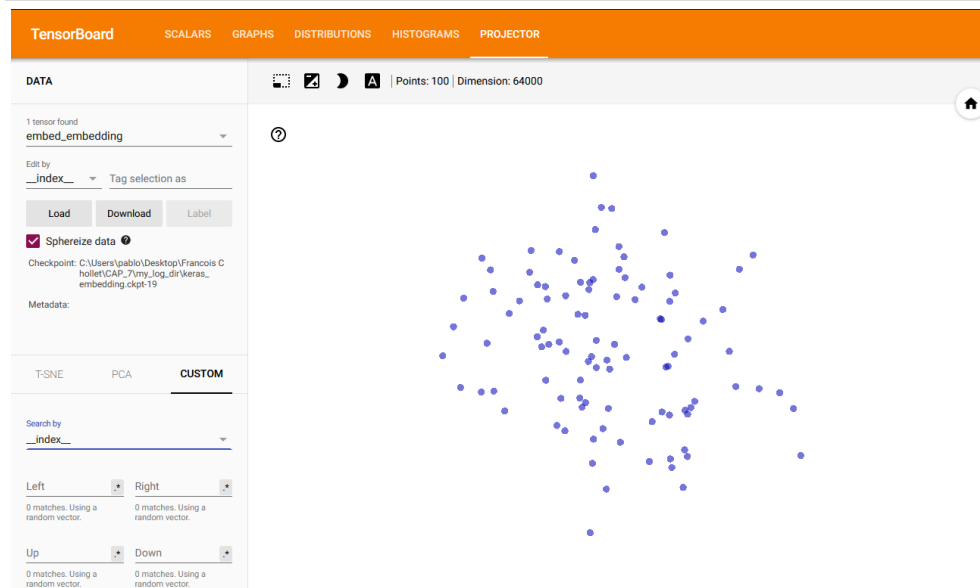 TensorBoard SCALARS GRAPHS DISTRIBUTIONS HISTOGRAMS PROJECTOR
DATA
A Points: 100 Dimension: 64000
1 tensor found
embed_embedding
?
Edit by
__index__ Tag selection as
Load Download Label
Sphereize data ?
Checkpoint: C:\Users\pablo\Desktop\Francois C
hollet\CAP_7\my_log_dir\keras_
embedding.ckpt-19
Metadata:
T-SNE PCA CUSTOM
Search by
__index__
Left .* Right .*
0 matches. Using a
random vector.
0 matches. Using a
random vector.
Up .* Down .*
0 matches. Using a
random vector.
0 matches. Using a
random vector.